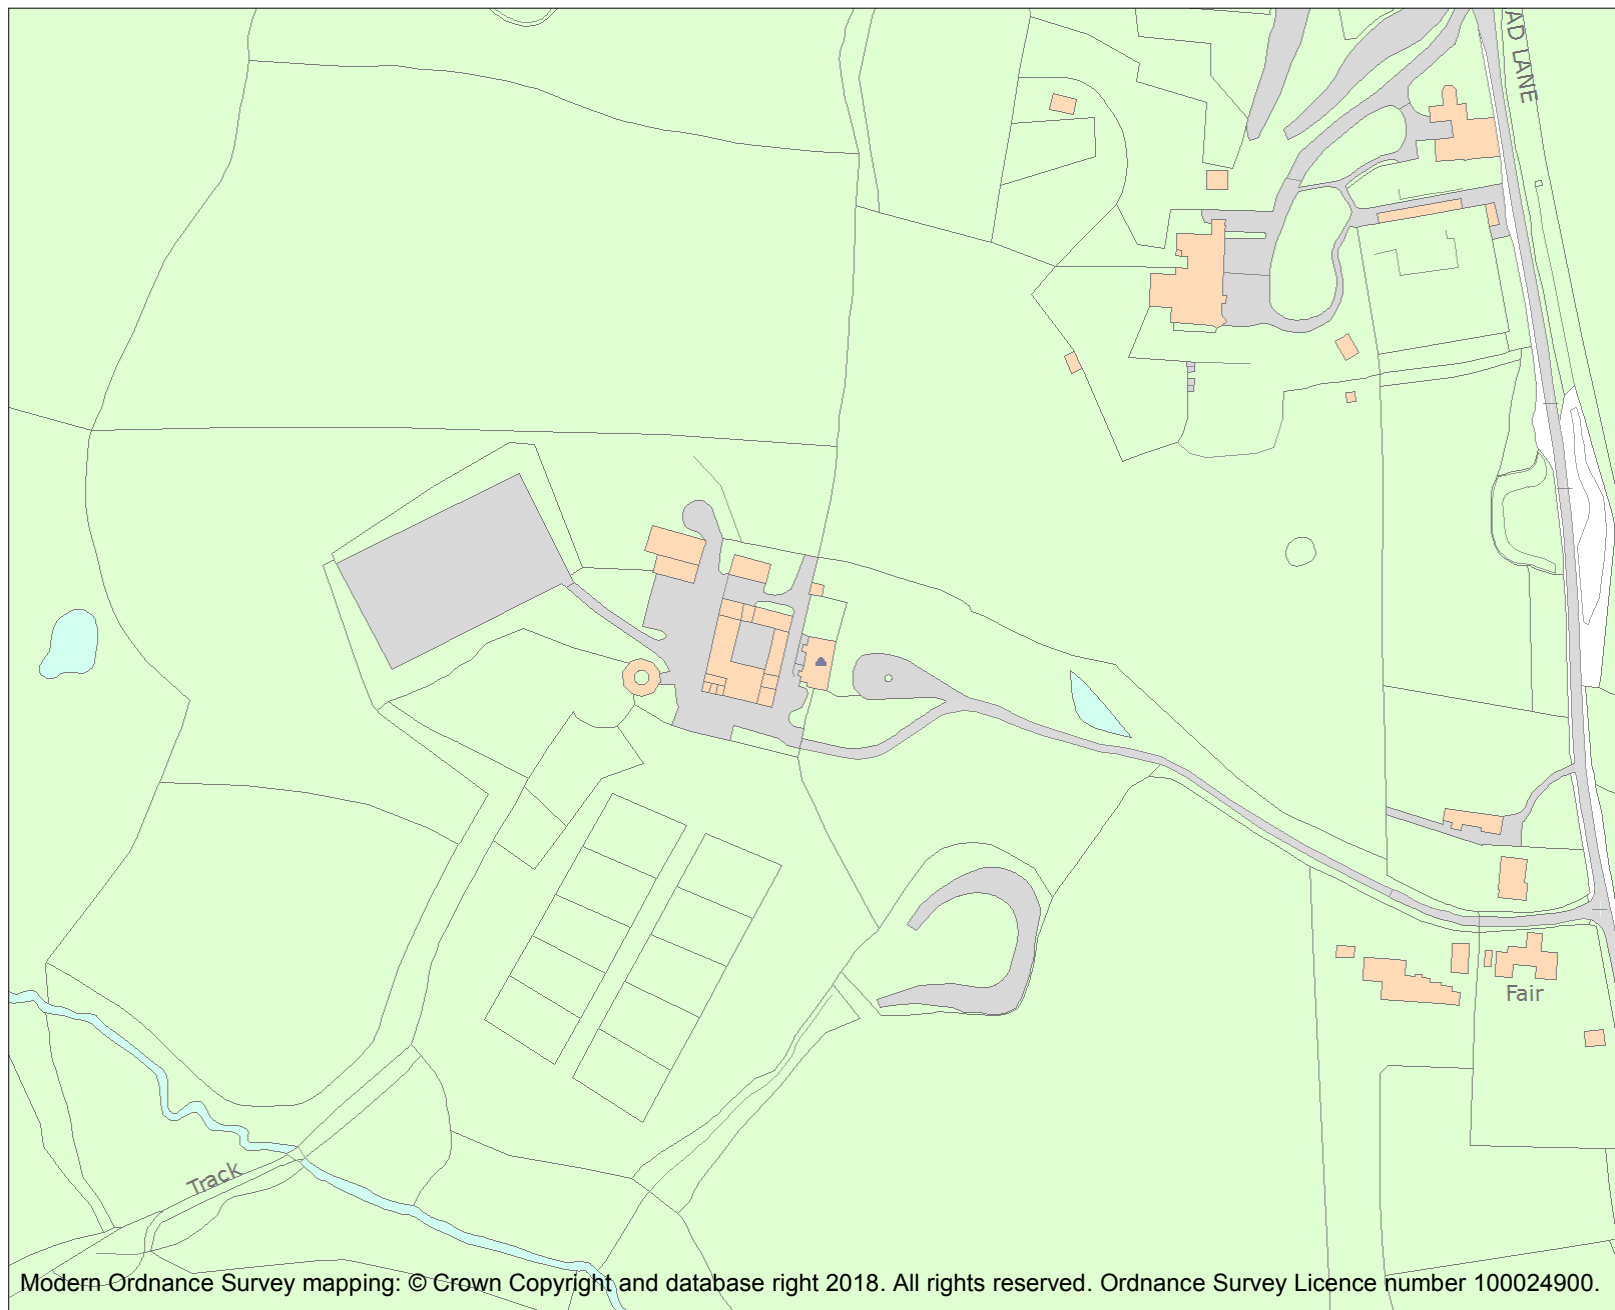 AD LANE
Fair
Track
Modern Ordnance Survey mapping: © Crown Copyright and database right 2018. All rights reserved. Ordnance Survey Licence number 100024900.